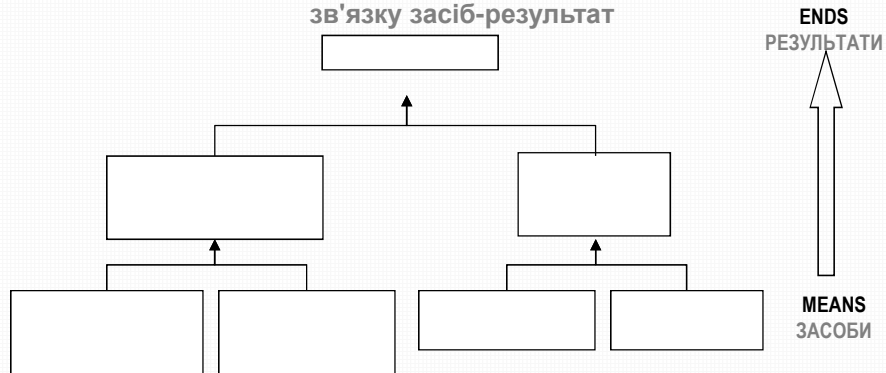 зв'язку засіб-результат
ENDS
РЕЗУЛЬТАТИ
MEANS
ЗАСОБИ